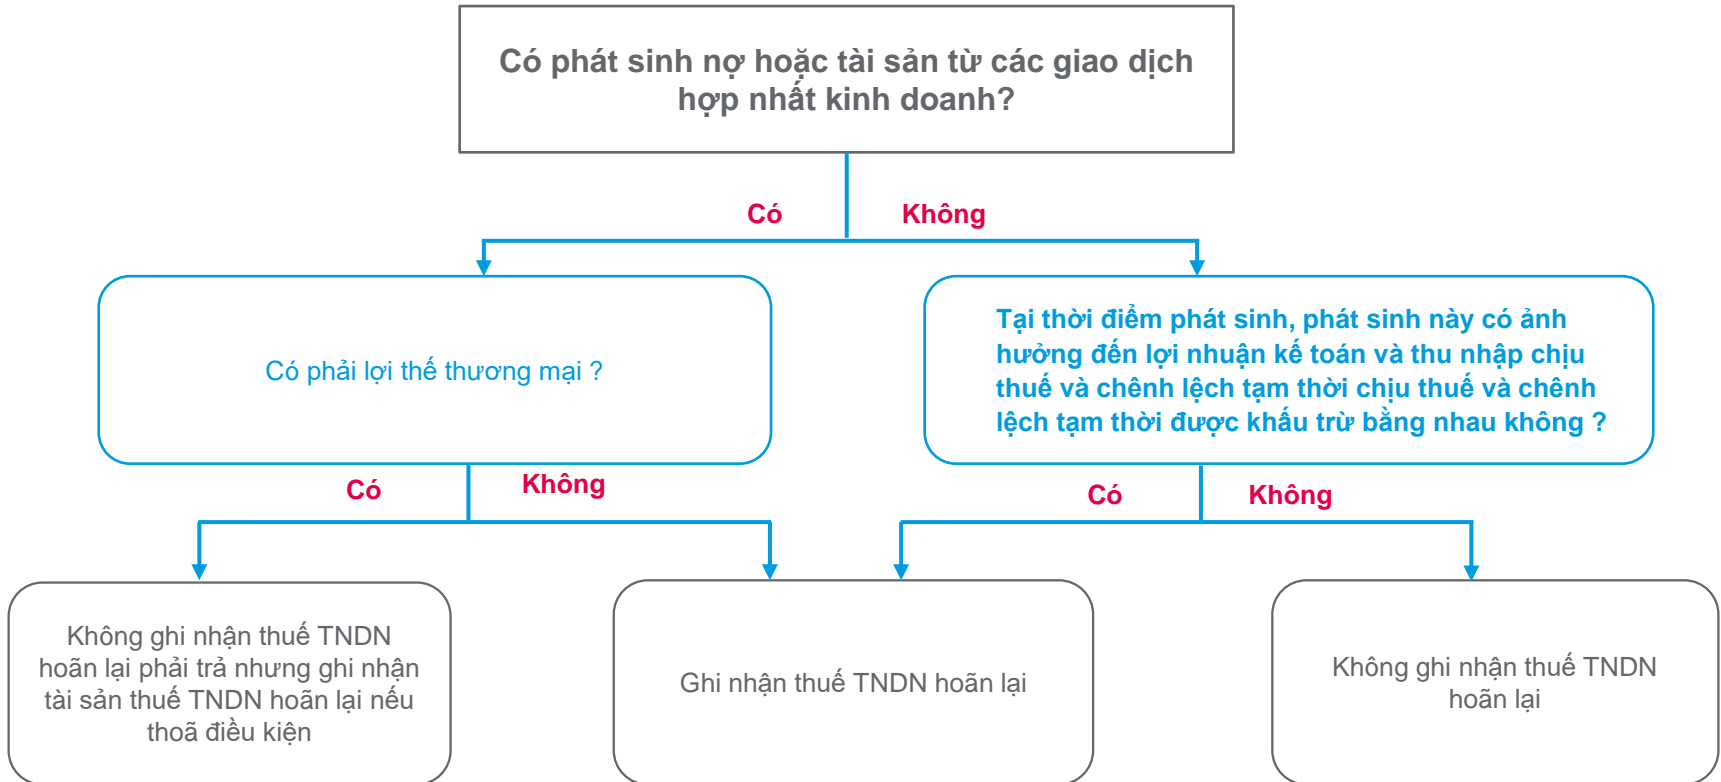 Có phát sinh nợ hoặc tài sản từ các giao dịch
hợp nhất kinh doanh?
Có
Không
Có phải lợi thế thương mại ?
Tại thời điểm phát sinh, phát sinh này có ảnh
hưởng đến lợi nhuận kế toán và thu nhập chịu
thuế và chênh lệch tạm thời chịu thuế và chênh
lệch tạm thời được khấu trừ bằng nhau không ?
Có
Không
Có
Không
Không ghi nhận thuế TNDN
hoãn lại phải trả nhưng ghi nhận
tài sản thuế TNDN hoãn lại nếu
thoã điều kiện
Ghi nhận thuế TNDN hoãn lại
Không ghi nhận thuế TNDN
hoãn lại